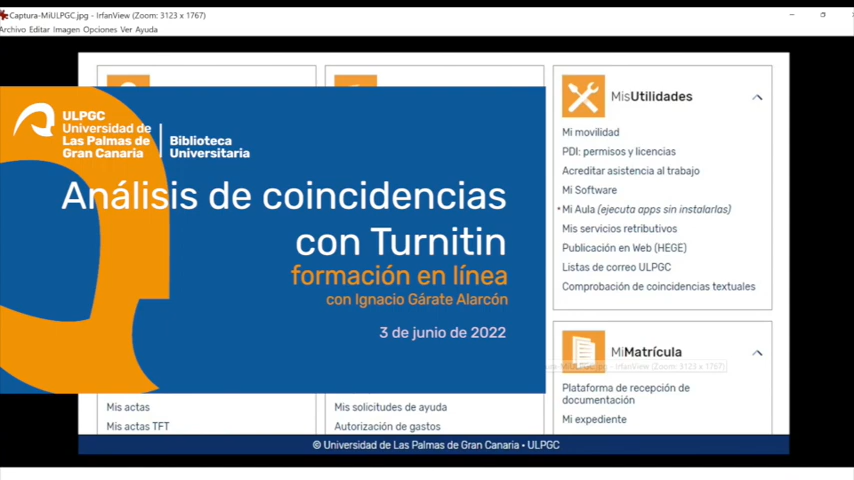 Captura-MiULPGC.jpg - IrfanView (Zoom: 3123 x 1767)
Archivo Editar Imagen Opciones Ver Ayuda
ULPGC
Universidad de
Las Palmas de
Gran Canaria
Biblioteca
Universitaria
Análisis de coincidencias
con Turnitin
formación en línea
con Ignacio Gárate Alarcón
3 de junio de 2022
Mis actas
Mis actas TFT
Mis solicitudes de ayuda
Autorización de gastos
MisUtilidades
Mi movilidad
PDI: permisos y licencias
Acreditar asistencia al trabajo
Mi Software
Mi Aula (ejecuta apps sin instalarlas)
Mis servicios retributivos
Publicación en Web (HEGE)
Listas de correo ULPGC
Comprobación de coincidencias textuales
MiMatrícula
IrfanView (Zoom: 3123 x 1767)
Plataforma de recepción de
documentación
Mi expediente
© Universidad de Las Palmas de Gran Canaria • ULPGC